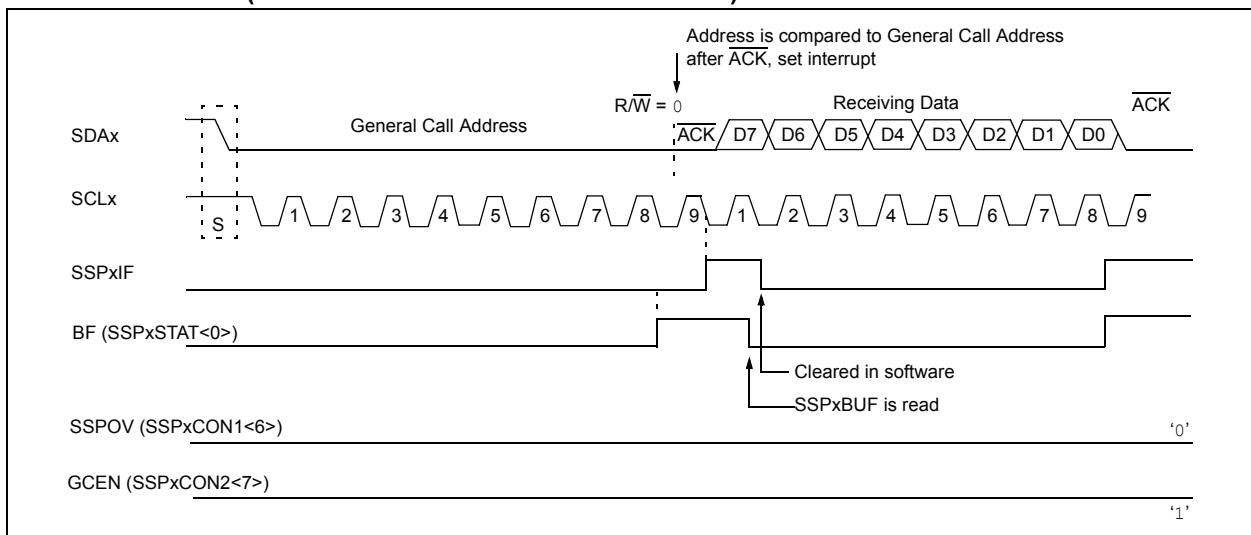 Address is compared to General Call Address
after ACK, set interrupt
R/W = 0
Receiving Data
ACK
SDAx
General Call Address
ACK D7 D6 D5 D4 D3 D2 D1 D0
SCLx
S
1 2 3 4 5 6 7 8 9 1 2 3 4 5 6 7 8 9
SSPxIF
BF (SSPxSTAT<0>)
Cleared in software
SSPxBUF is read
SSPOV (SSPxCON1<6>)
‘0’
GCEN (SSPxCON2<7>)
‘1’